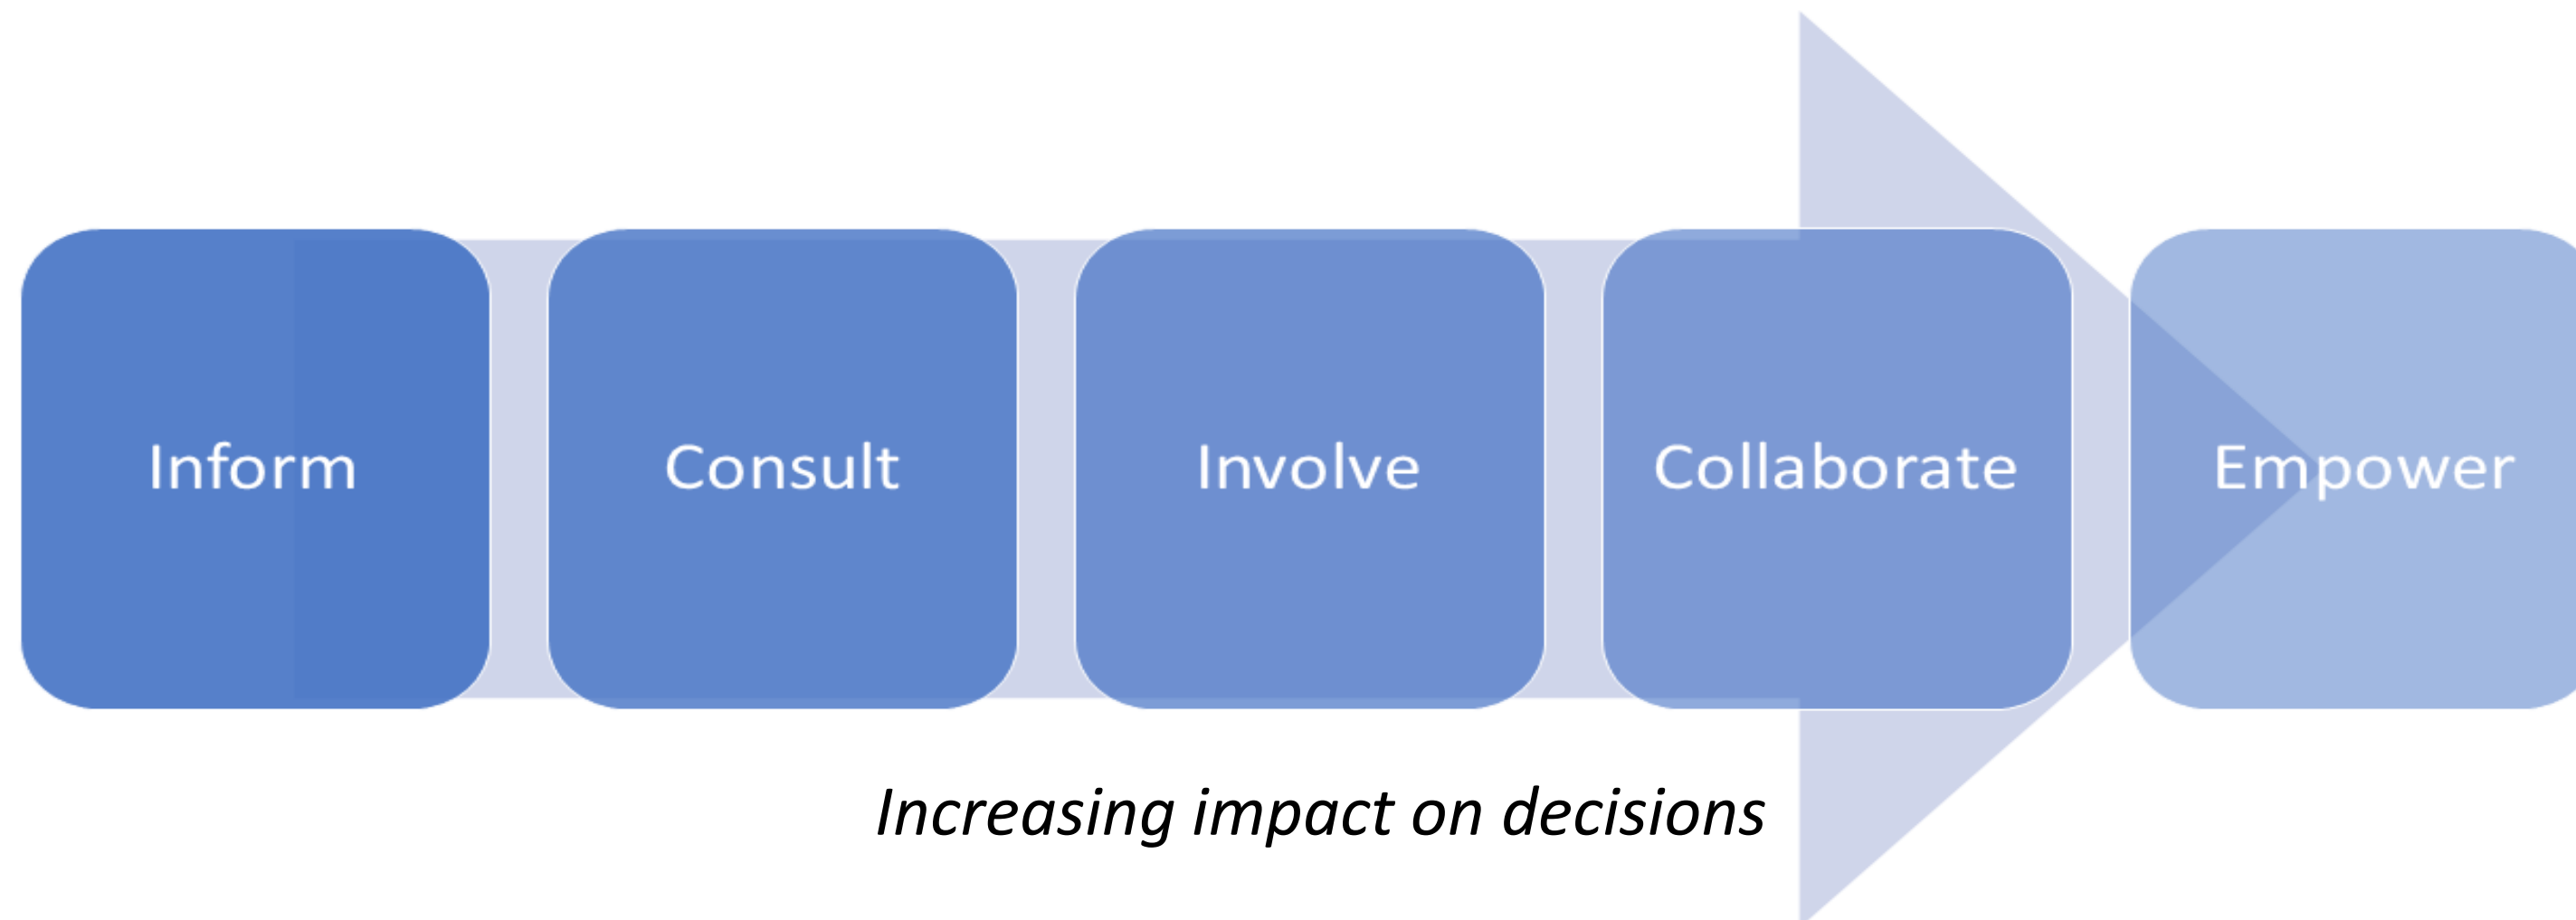 Inform
Consult
Involve
Collaborate
Empower
Increasing impact on decisions